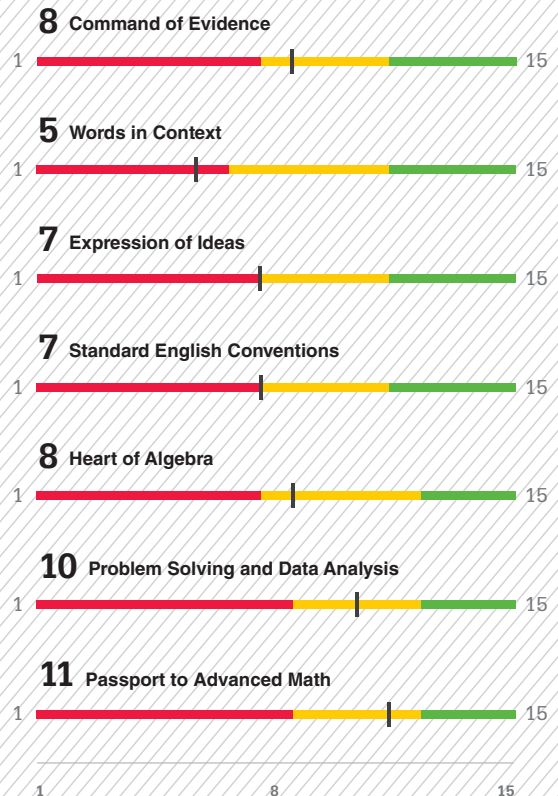 8 Command of Evidence
1 15
5 Words in Context
1 15
7 Expression of Ideas
1 15
7 Standard English Conventions
1 15
8 Heart of Algebra
1 15
10 Problem Solving and Data Analysis
1 15
11 Passport to Advanced Math
1 15
1 8 15